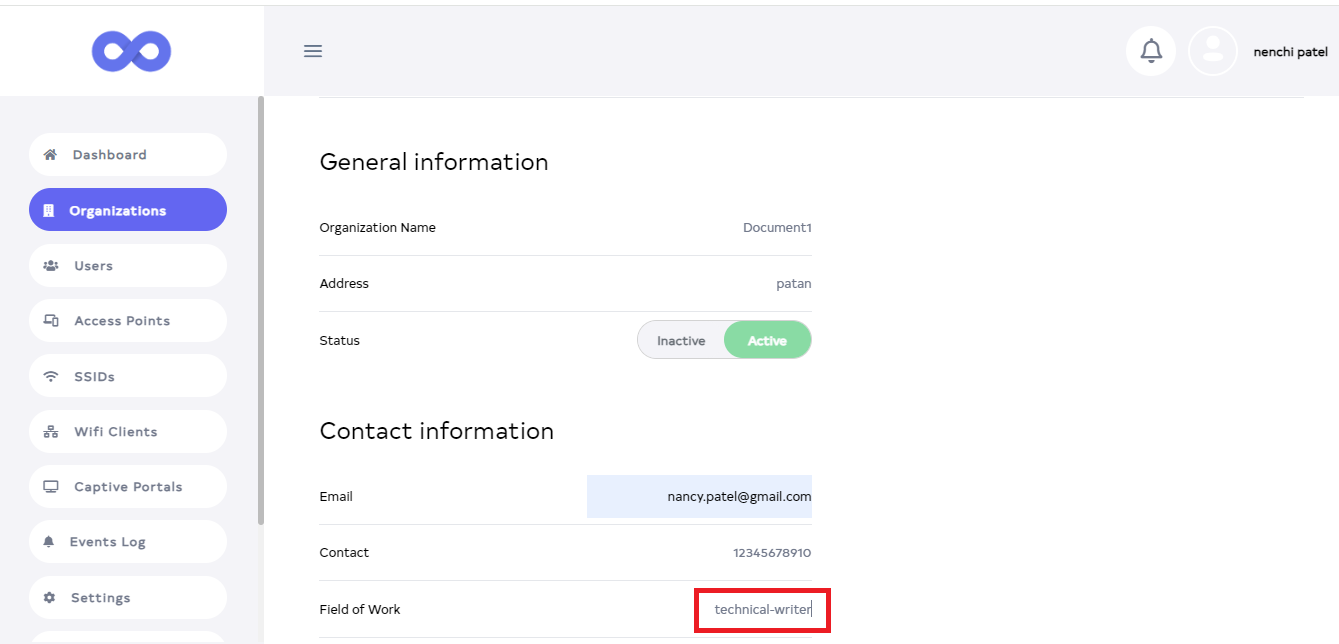 nenchi patel
Dashboard
Organizations
Users
Access Points
SSIDs
Wifi Clients
Captive Portals
Events Log
Settings
General information
Organization Name Document1
Address patan
Status Inactive Active
Contact information
Email nancy.patel@gmail.com
Contact 12345678910
Field of Work technical-writer